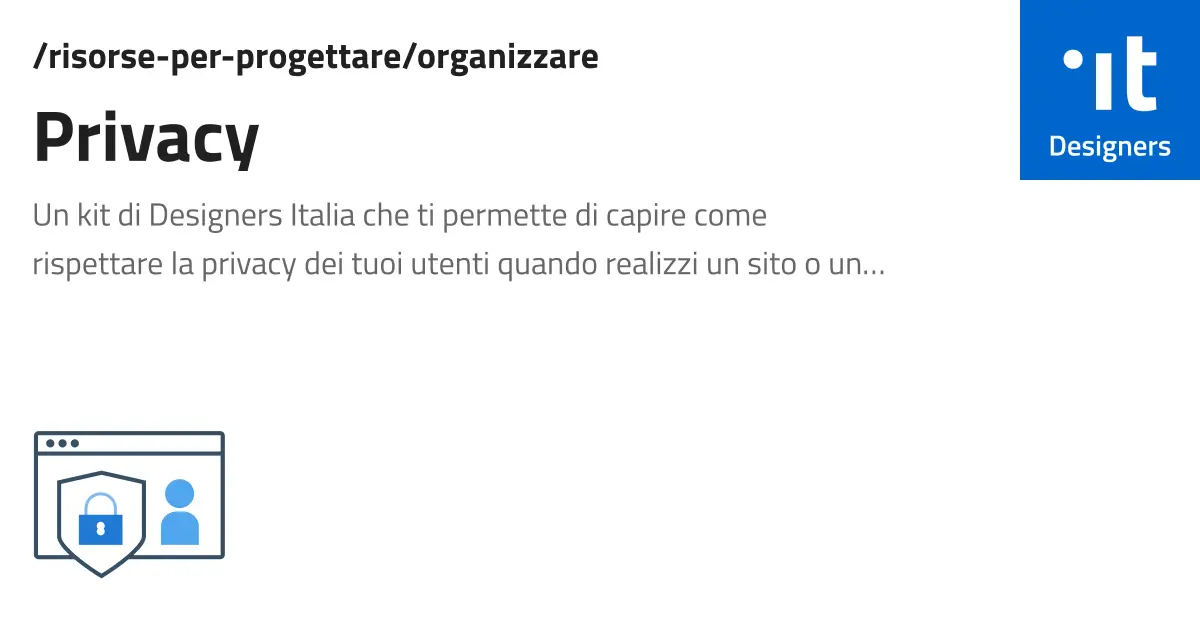 /risorse-per-progettare/organizzare
Privacy
Un kit di Designers Italia che ti permette di capire come
rispettare la privacy dei tuoi utenti quando realizzi un sito o un...
.it
Designers